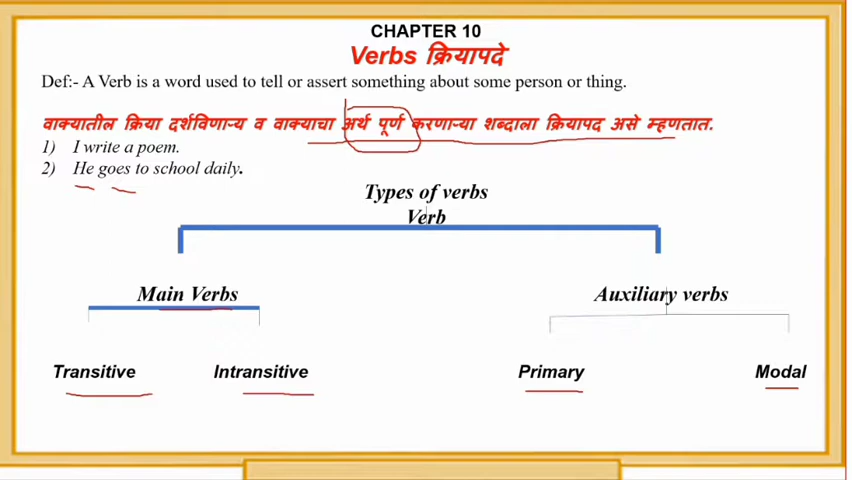 CHAPTER 10
Verbs क्रियापदे
Def:- A Verb is a word used to tell or assert something about some person or thing.
वाक्यातील क्रिया दर्शविणाऱ्य व वाक्याचा अर्थ पूर्ण करणाऱ्या शब्दाला क्रियापद असे म्हणतात.
1) I write a poem.
2) He goes to school daily.
Types of verbs
Verb
Main Verbs Auxiliary verbs
Transitive Intransitive Primary Modal